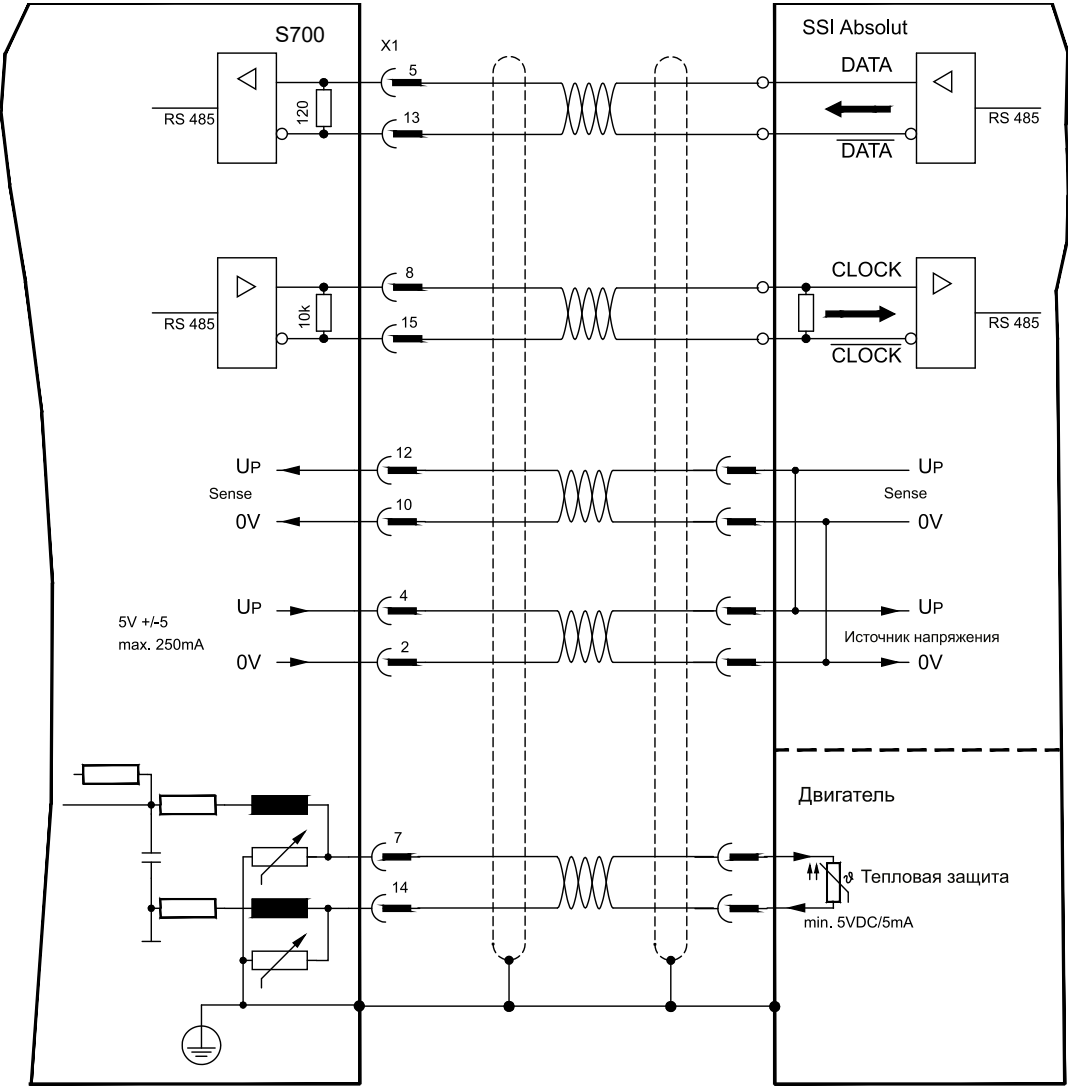 S700
X1
SSI Absolut
5
DATA
120
RS 485
RS 485
13
DATA
8
CLOCK
10k
RS 485
RS 485
15
CLOCK
12
UP
UP
Sense
Sense
10
0V
0V
4
UP
UP
5V +/-5
max. 250mA
Источник напряжения
2
0V
0V
Двигатель
7
ϑ Тепловая защита
14
min. 5VDC/5mA